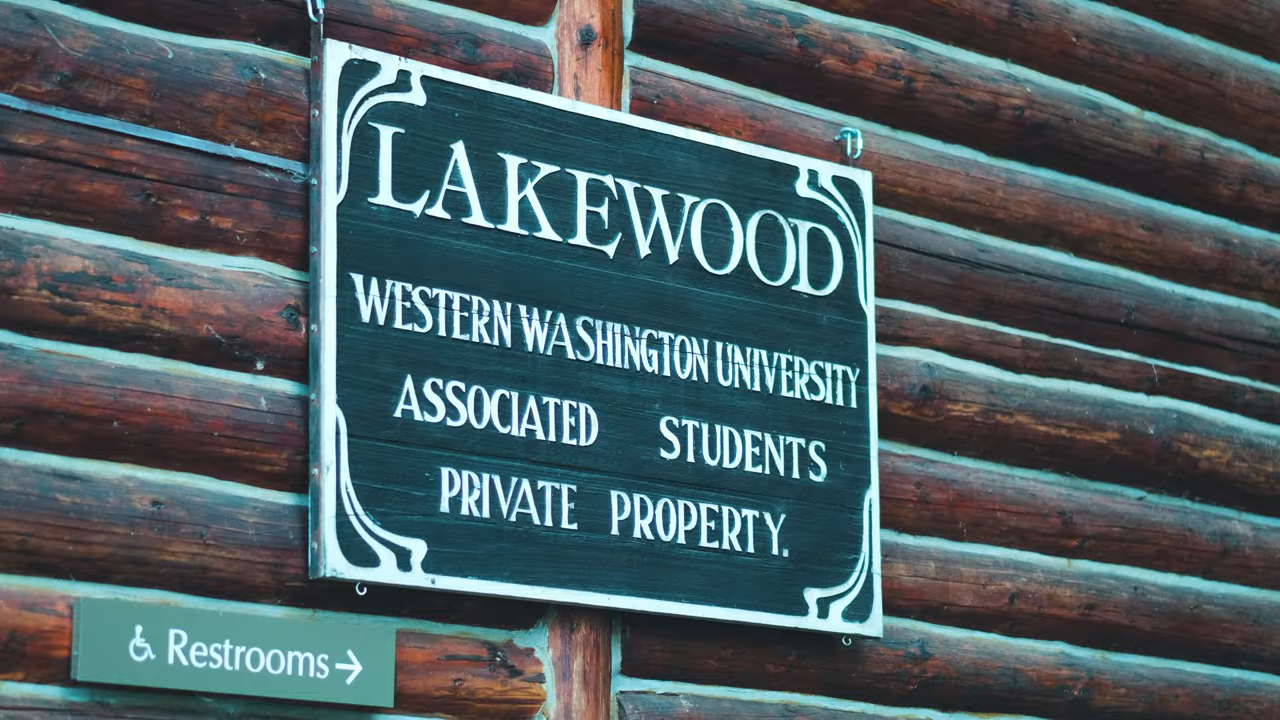 LAKEWOOD
WESTERN WASHINGTON UNIVERSITY
ASSOCIATED STUDENTS
PRIVATE PROPERTY.
Restrooms